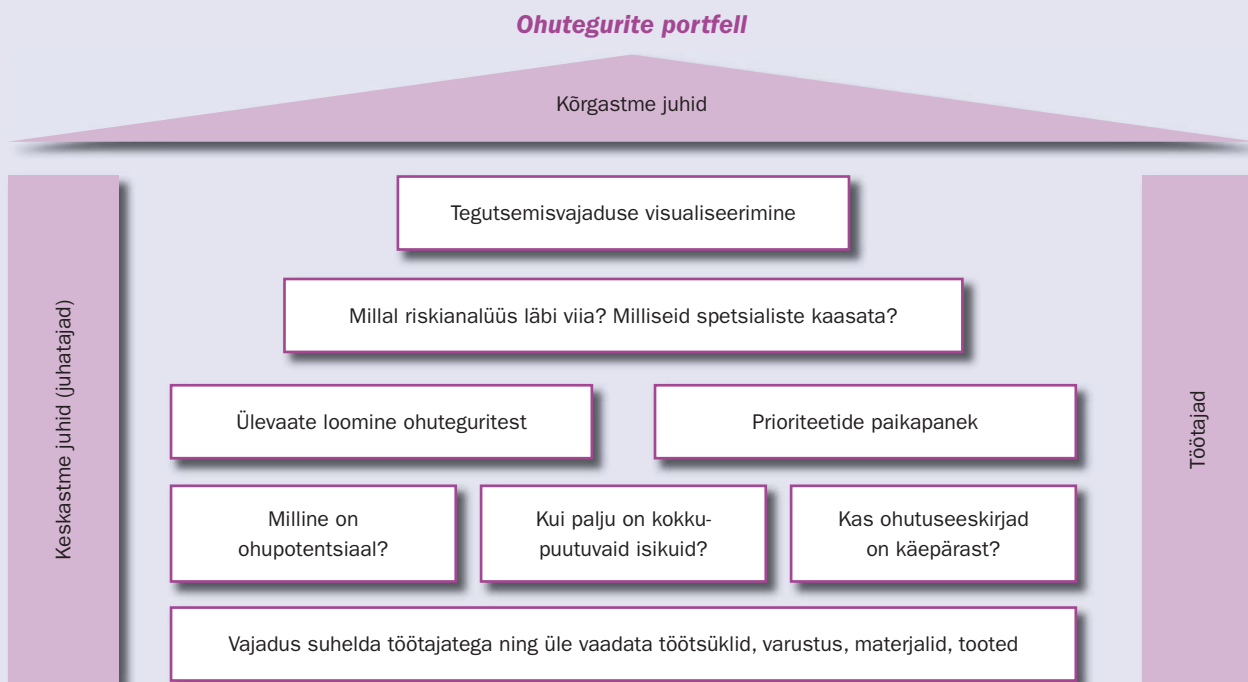 Ohutegurite portfell
Kõrgastme juhid
Keskastme juhid (juhatajad)
Tegutsemisvajaduse visualiseerimine
Millal riskianalüüs läbi viia? Milliseid spetsialiste kaasata?
Ülevaate loomine ohuteguritest
Prioriteetide paikapanek
Milline on
ohupotentsiaal?
Kui palju on kokku-
puutuvaid isikuid?
Kas ohutuseeskirjad
on käepärast?
Vajadus suhelda töötajatega ning üle vaadata töötsüklid, varustus, materjalid, tooted
Töötajad